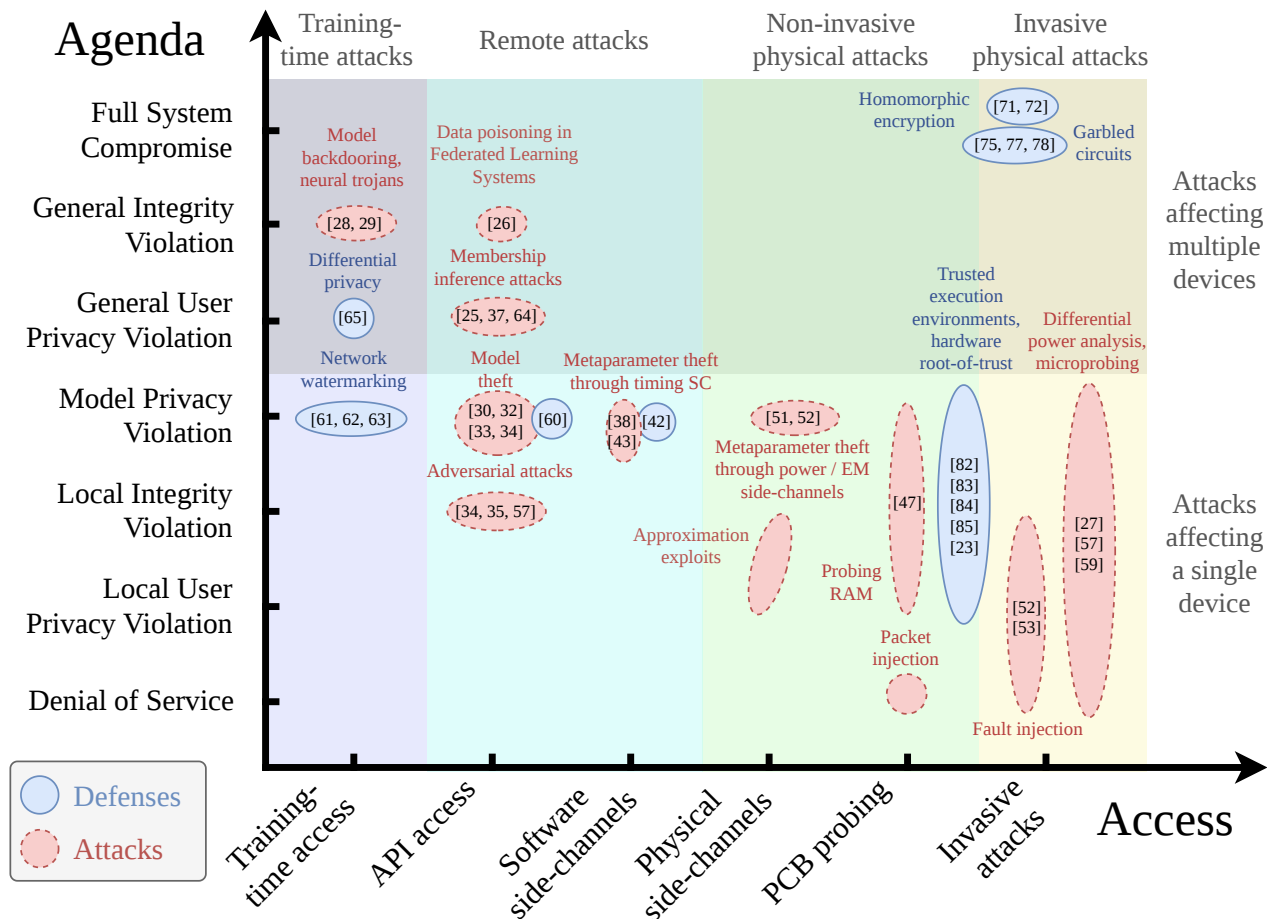 Agenda
Training-
time attacks
Remote attacks
Non-invasive
physical attacks
Invasive
physical attacks
Full System
Compromise
General Integrity
Violation
General User
Privacy Violation
Model Privacy
Violation
Local Integrity
Violation
Local User
Privacy Violation
Denial of Service
Model
backdooring,
neural trojans
[28, 29]
Differential
privacy
[65]
Network
watermarking
[61, 62, 63]
Data poisoning in
Federated Learning
Systems
[26]
Membership
inference attacks
[25, 37, 64]
Model
theft
[30, 32]
[33, 34]
[60]
Metaparameter theft
through timing SC
[38]
[43]
[42]
Adversarial attacks
[34, 35, 57]
Homomorphic
encryption
[71, 72]
[75, 77, 78]
Garbled
circuits
[51, 52]
Metaparameter theft
through power / EM
side-channels
Approximation
exploits
[47]
Probing
RAM
Packet
injection
Trusted
execution
environments,
hardware
root-of-trust
[82]
[83]
[84]
[85]
[23]
Differential
power analysis,
microprobing
[27]
[57]
[59]
[52]
[53]
Fault injection
Attacks
affecting
multiple
devices
Attacks
affecting
a single
device
Defenses
Attacks
Training-
time access
API access
Software
side-channels
Physical
side-channels
PCB probing
Invasive
attacks
Access